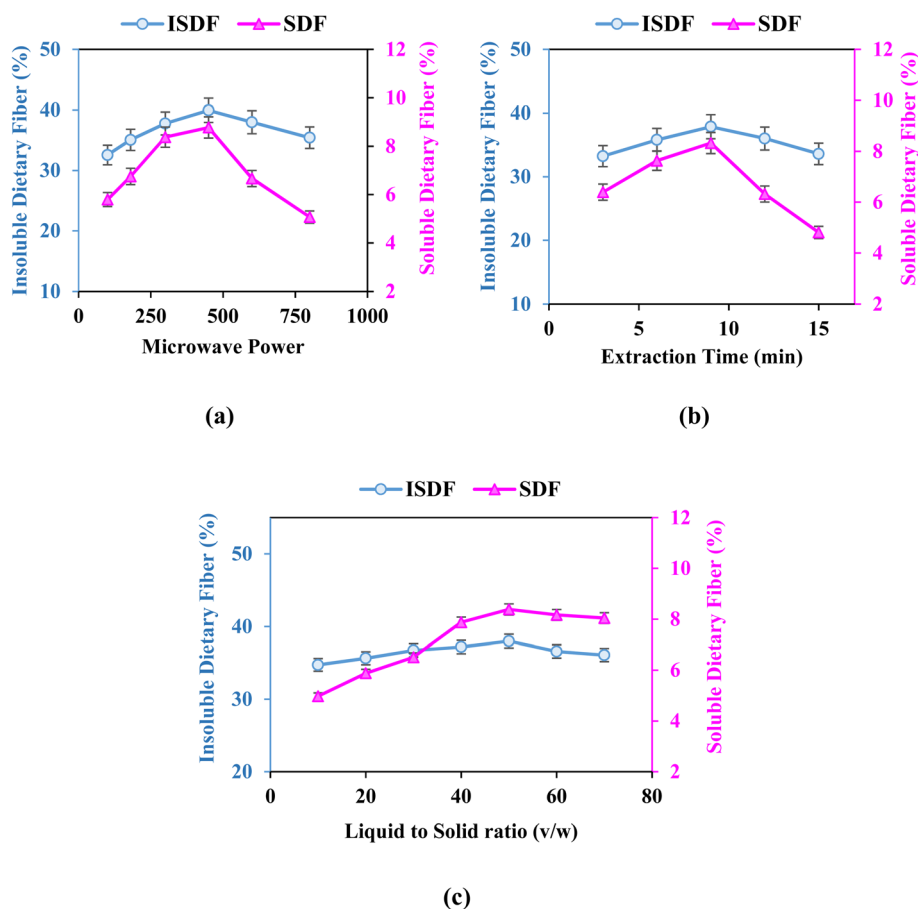 ISDF SDF
Insoluble Dietary Fiber (%)
50
40
30
20
10
12
10
8
6
4
2
Soluble Dietary Fiber (%)
0 250 500 750 1000
Microwave Power
(a)
ISDF SDF
Insoluble Dietary Fiber (%)
50
40
30
20
10
12
10
8
6
4
2
Soluble Dietary Fiber (%)
0 5 10 15
Extraction Time (min)
(b)
ISDF SDF
Insoluble Dietary Fiber (%)
50
40
30
20
12
10
8
6
4
2
Soluble Dietary Fiber (%)
0 20 40 60 80
Liquid to Solid ratio (v/w)
(c)